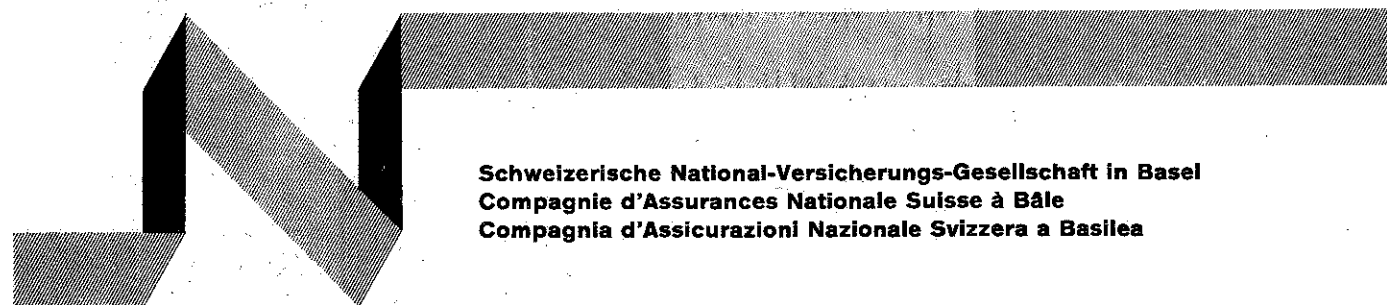 Schweizerische National-Versicherungs-Gesellschaft in Basel
Compagnie d'Assurances Nationale Suisse à Bâle
Compagnia d'Assicurazioni Nazionale Svizzera a Basilea